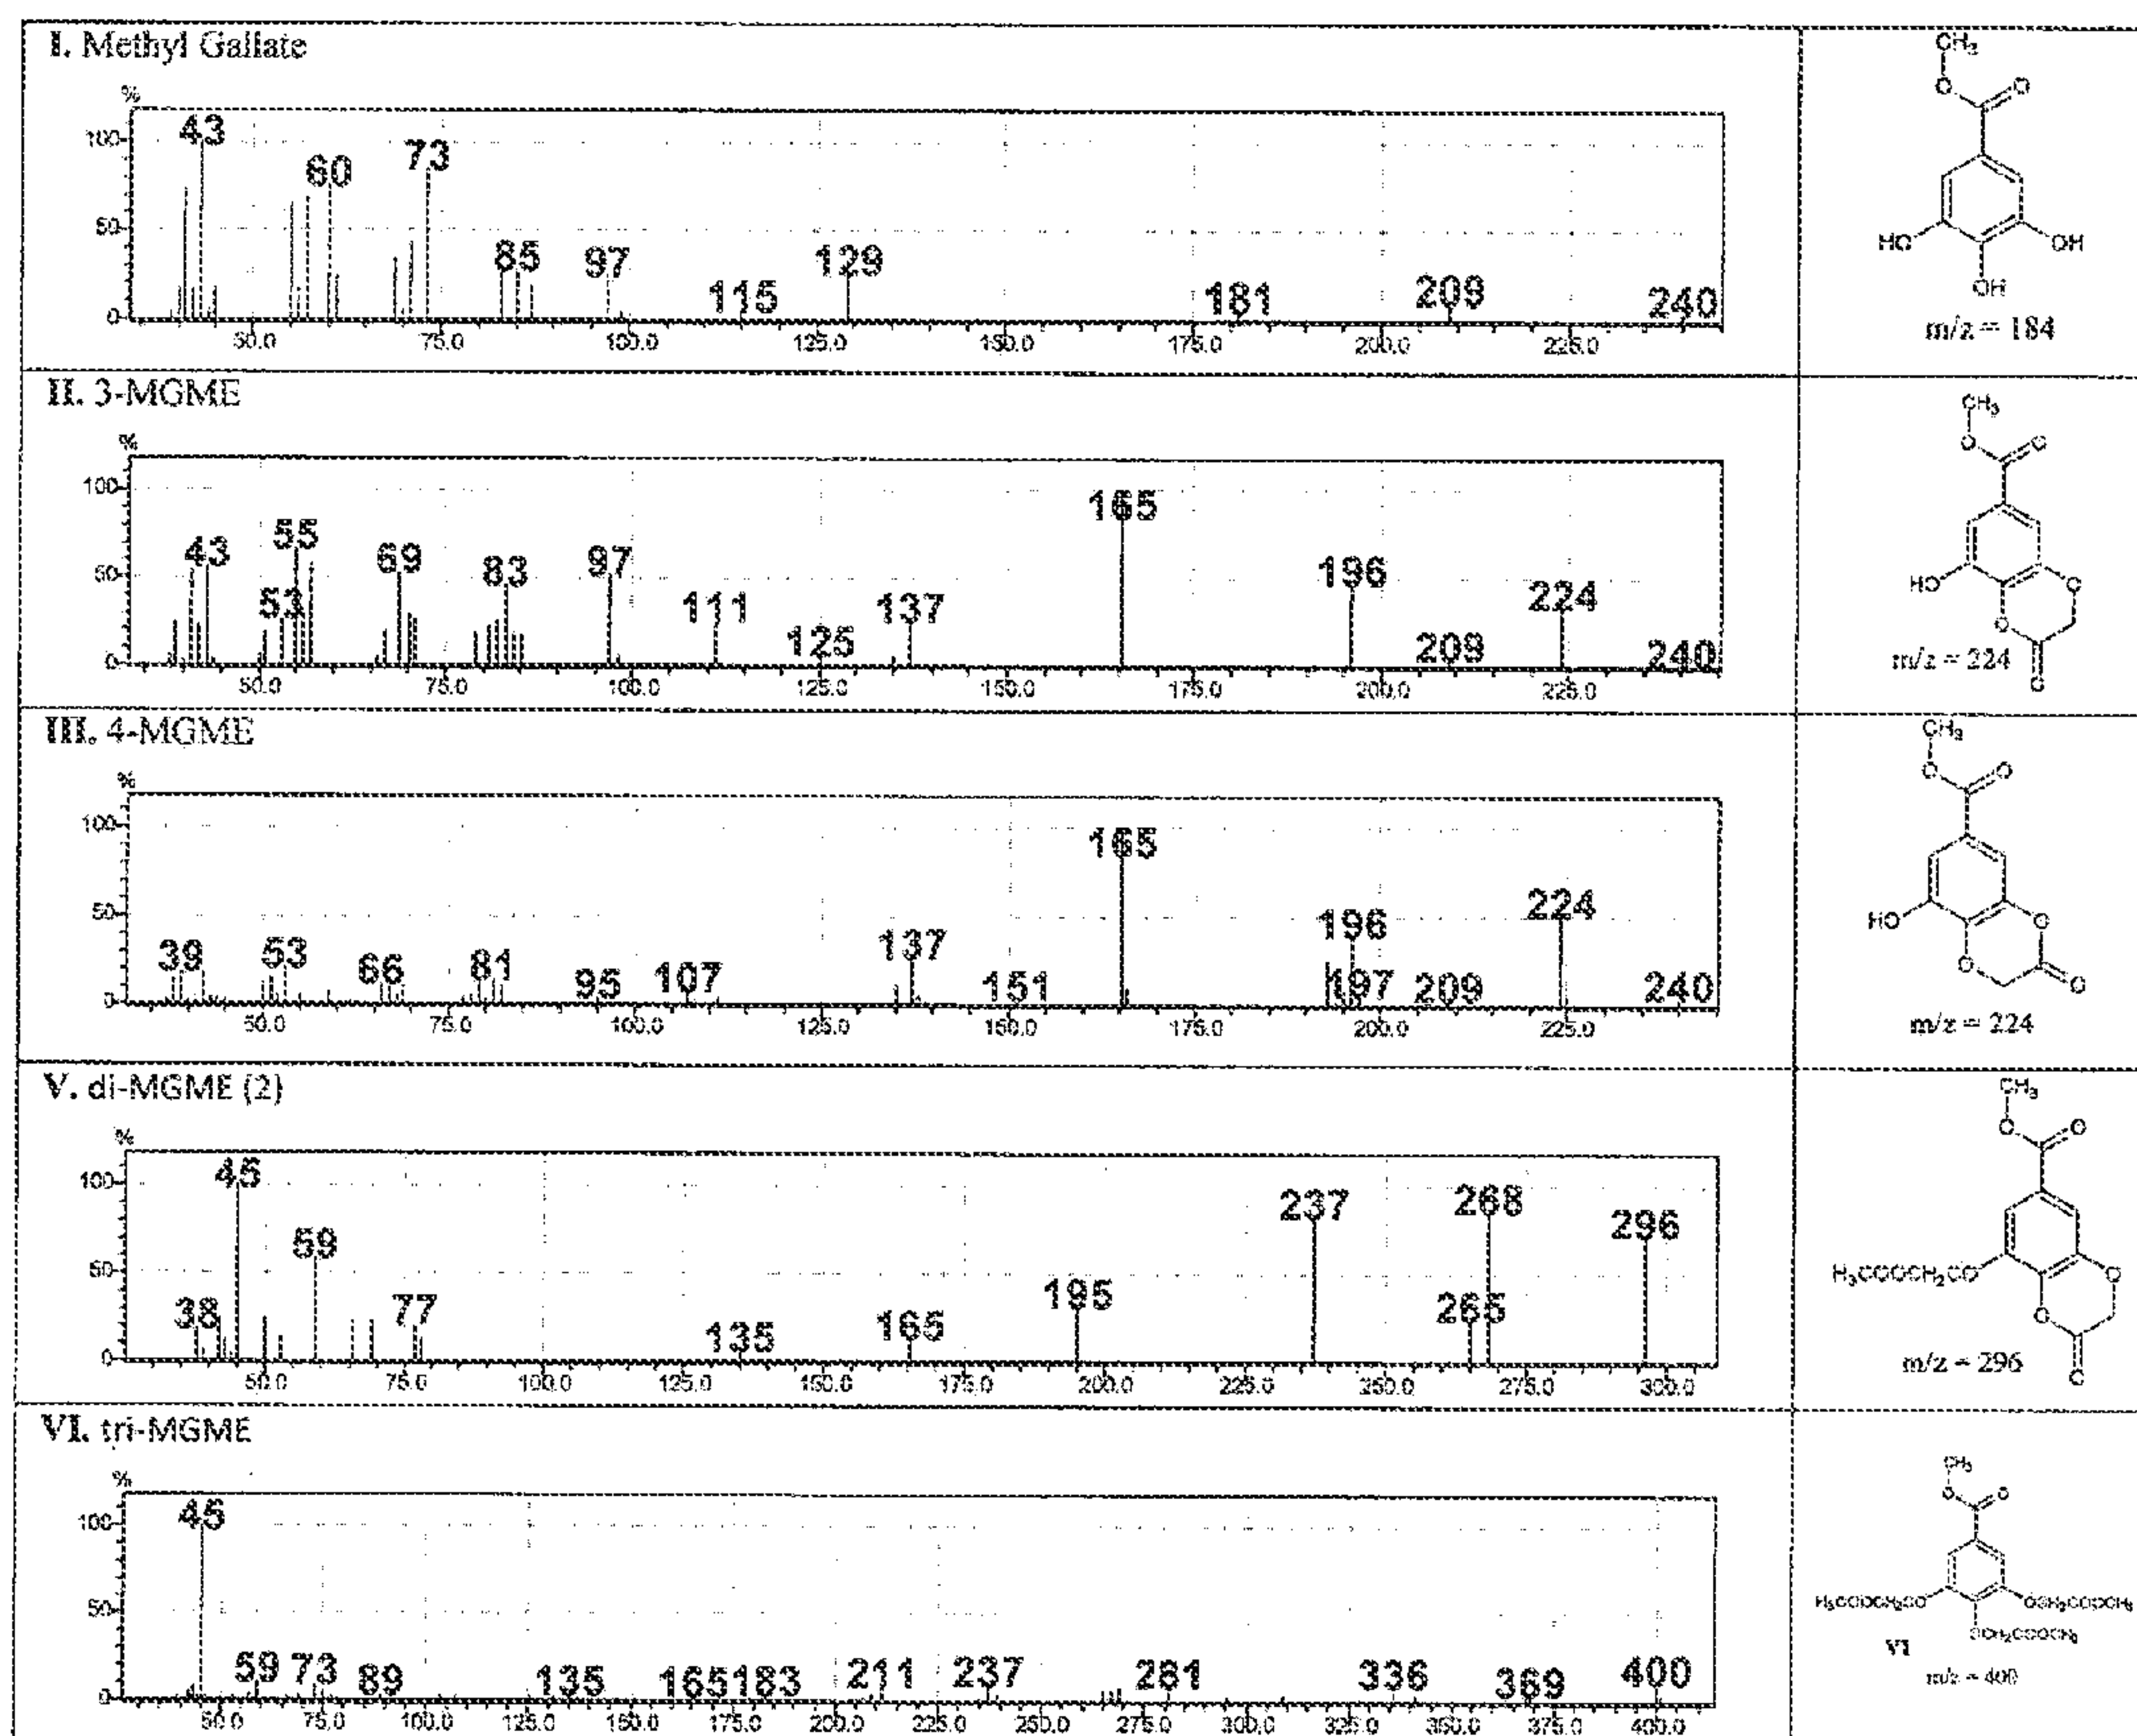 I. Methyl Gallate
%
100
50
0
43
60
73
85
97
115
129
181
209
240
50.0 75.0 100.0 125.0 150.0 175.0 200.0 225.0
CH3
O O
HO OH
OH
m/z = 184
II. 3-MGME
%
100
50
0
43
53
55
69
83
97
111
125
137
165
196
209
224
240
50.0 75.0 100.0 125.0 150.0 175.0 200.0 225.0
CH3
O O
HO O
O
O
m/z = 224
III. 4-MGME
%
100
50
0
39
53
66
81
95
107
137
151
165
196
197
209
224
240
50.0 75.0 100.0 125.0 150.0 175.0 200.0 225.0
CH3
O O
HO O
O O
m/z = 224
V. di-MGME (2)
%
100
50
0
38
45
59
77
135
165
195
237
265
268
296
50.0 75.0 100.0 125.0 150.0 175.0 200.0 225.0 250.0 275.0 300.0
CH3
O O
H3COOCH2CO O
O
O
m/z = 296
VI. tri-MGME
%
100
50
0
45
59
73
89
135
165
183
211
237
281
336
369
400
50.0 75.0 100.0 125.0 150.0 175.0 200.0 225.0 250.0 275.0 300.0 325.0 350.0 375.0 400.0
CH3
O O
VI
m/z = 400